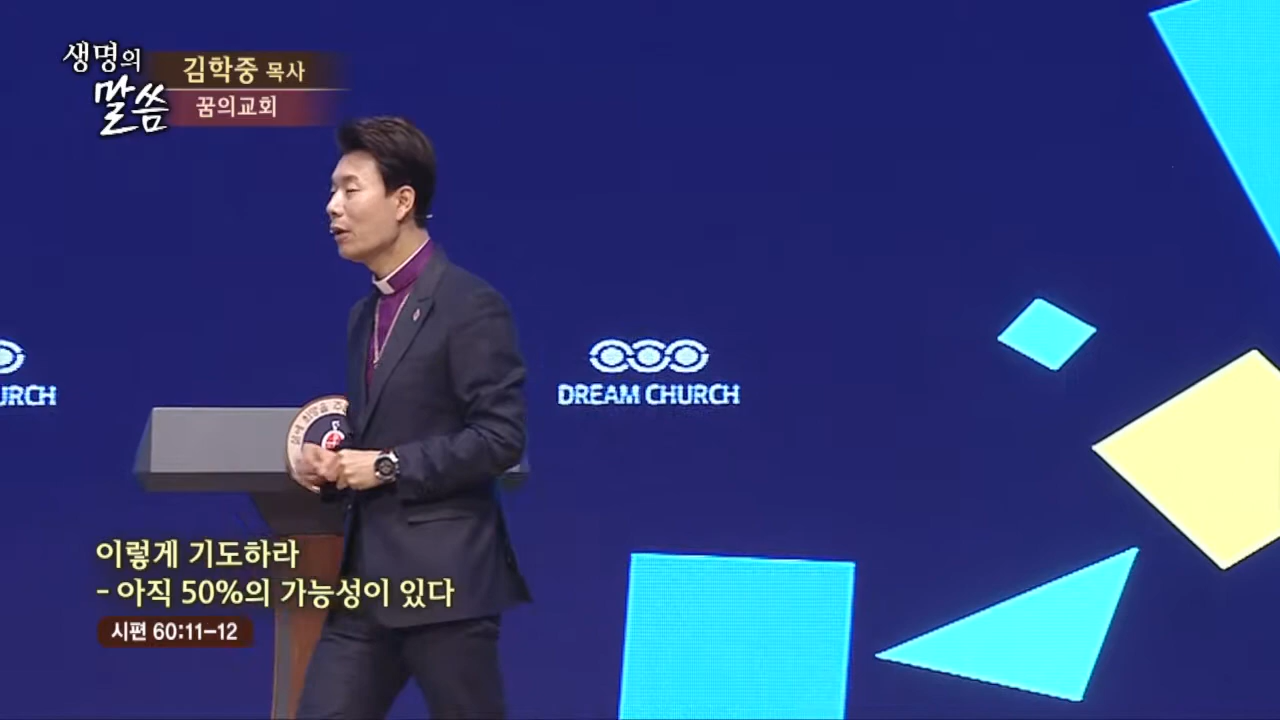 생명의
말씀
김학중 목사
꿈의교회
URCH
DREAM CHURCH
이렇게 기도하라
- 아직 50%의 가능성이 있다
시편 60:11-12